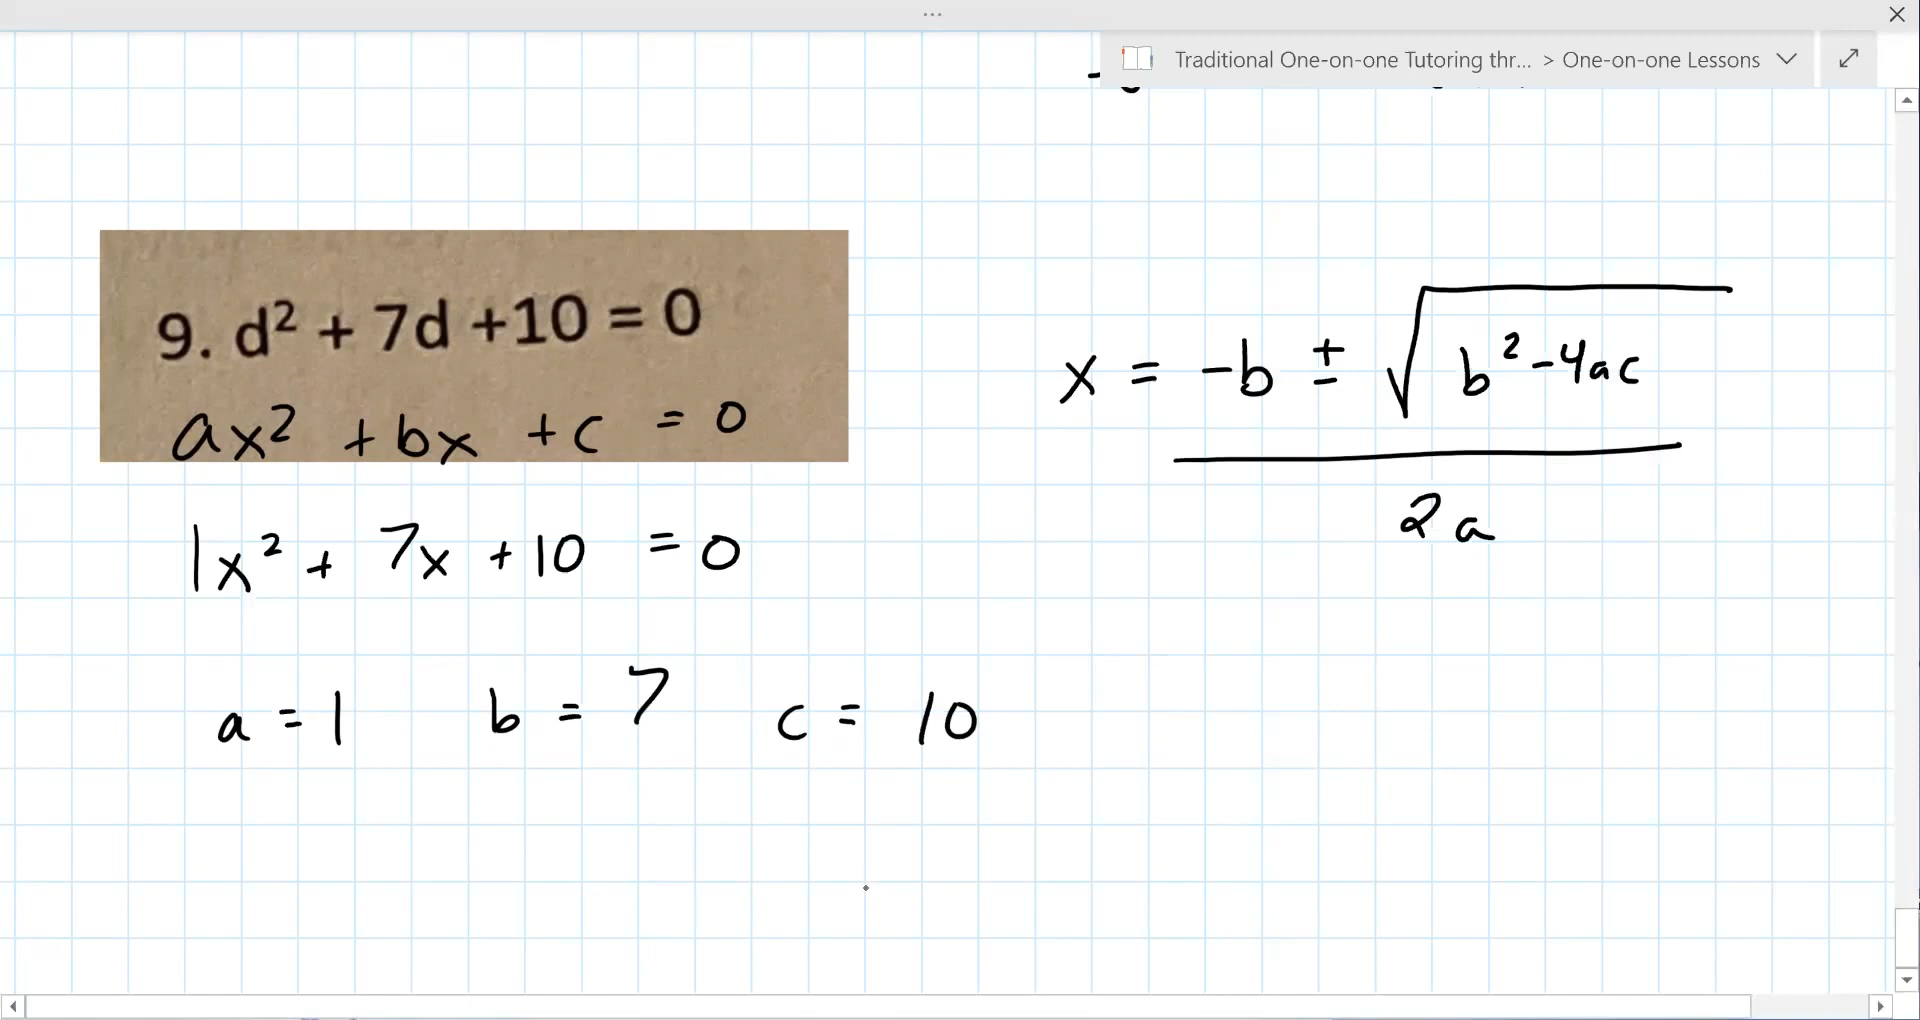 Traditional One-on-one Tutoring thr... > One-on-one Lessons
9. d² + 7d +10 = 0
ax² + bx + c = 0
1x² + 7x + 10 = 0
a = 1 b = 7 c = 10
x = -b ± √b² - 4ac
2a